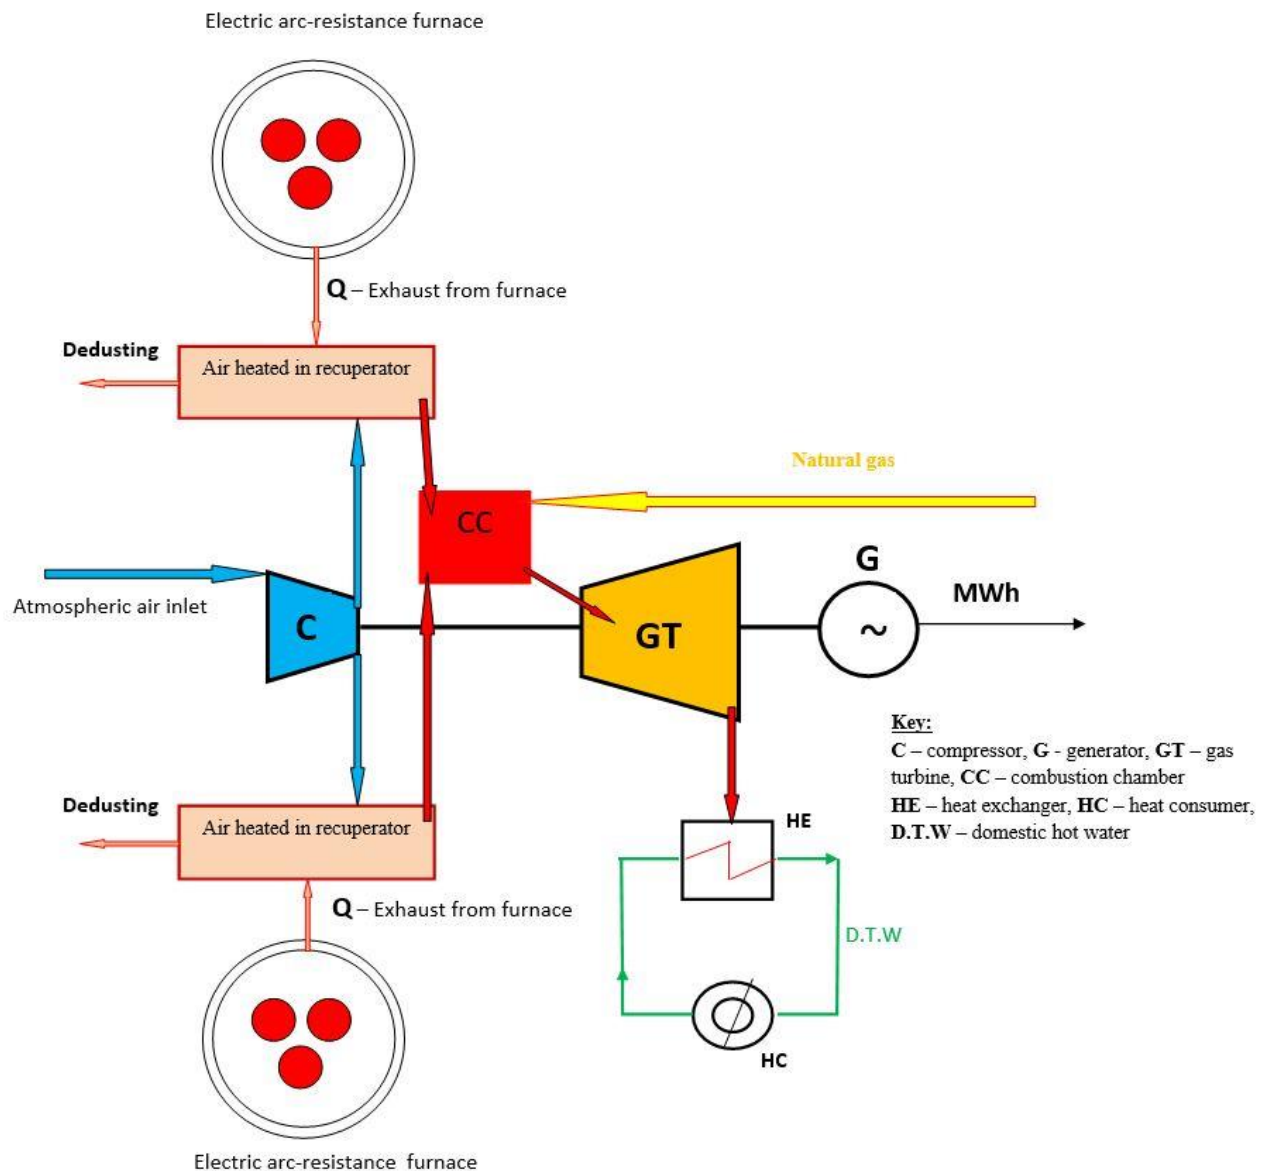 Electric arc-resistance furnace
Q – Exhaust from furnace
Dedusting
Air heated in recuperator
Natural gas
CC
Atmospheric air inlet
C
GT
G
~
MWh
Key:
C – compressor, G - generator, GT – gas
turbine, CC – combustion chamber
HE – heat exchanger, HC – heat consumer,
D.T.W – domestic hot water
Dedusting
Air heated in recuperator
HE
Q – Exhaust from furnace
D.T.W
HC
Electric arc-resistance furnace